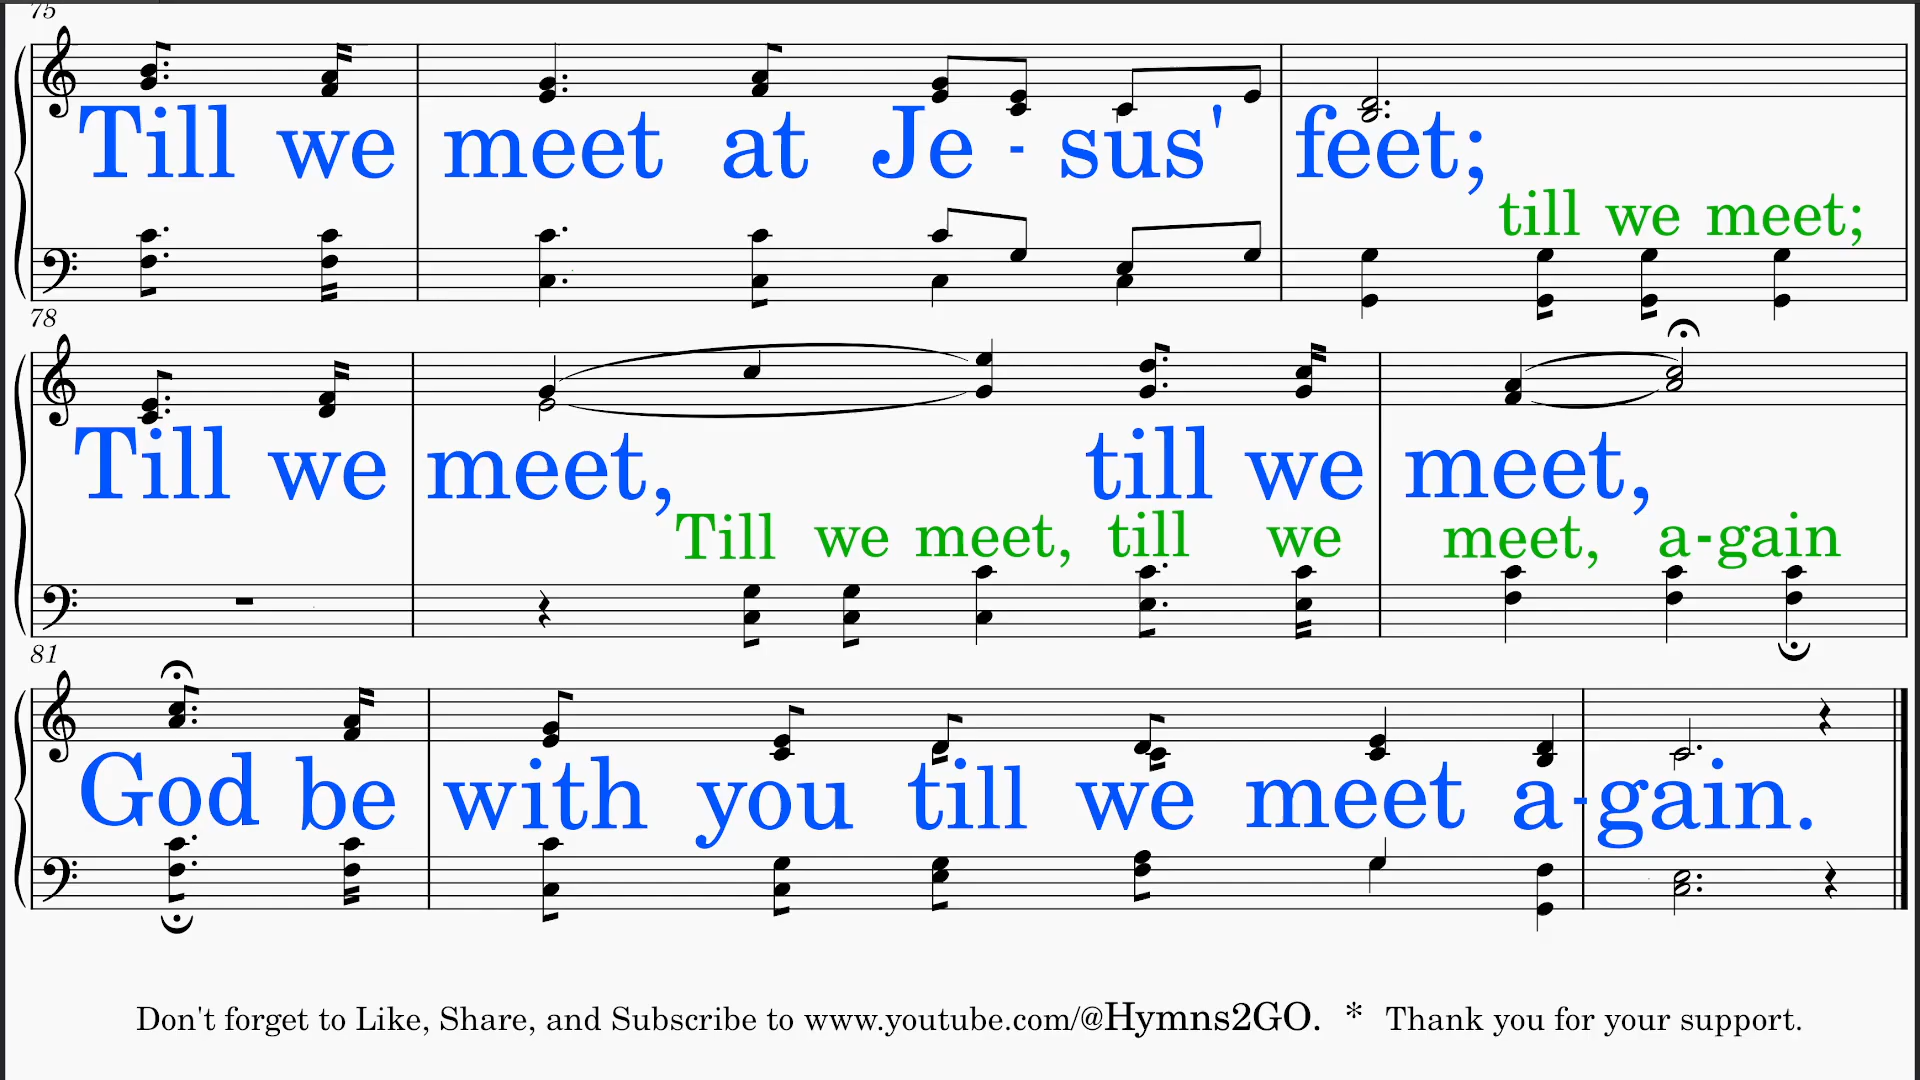 75
Till we meet at Je - sus' feet;
till we meet;
78
Till we meet, till we meet,
Till we meet, till we meet, a-gain
81
God be with you till we meet a-gain.
Don't forget to Like, Share, and Subscribe to www.youtube.com/@Hymns2GO. * Thank you for your support.